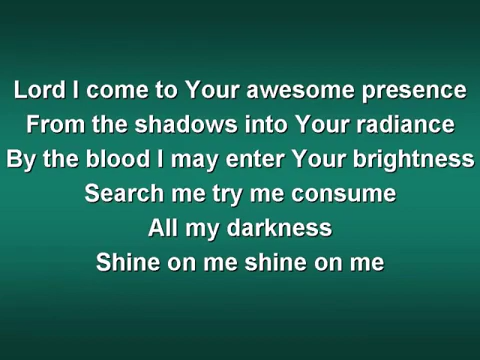 Lord I come to Your awesome presence
From the shadows into Your radiance
By the blood I may enter Your brightness
Search me try me consume
All my darkness
Shine on me shine on me